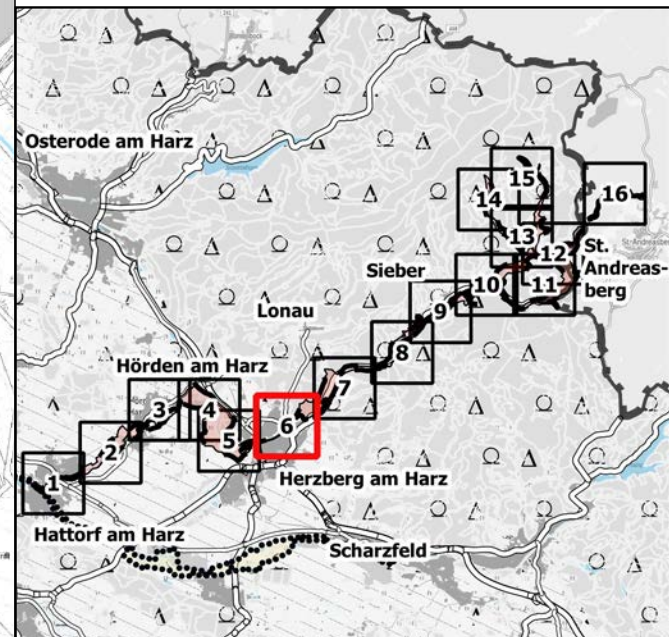 Osterode am Harz
15
16
14
13
St.
Andreas-
berg
12
Sieber
10
11
9
Lonau
8
Hörden am Harz
7
3
4
6
5
2
Herzberg am Harz
1
Hattorf am Harz
Scharzfeld